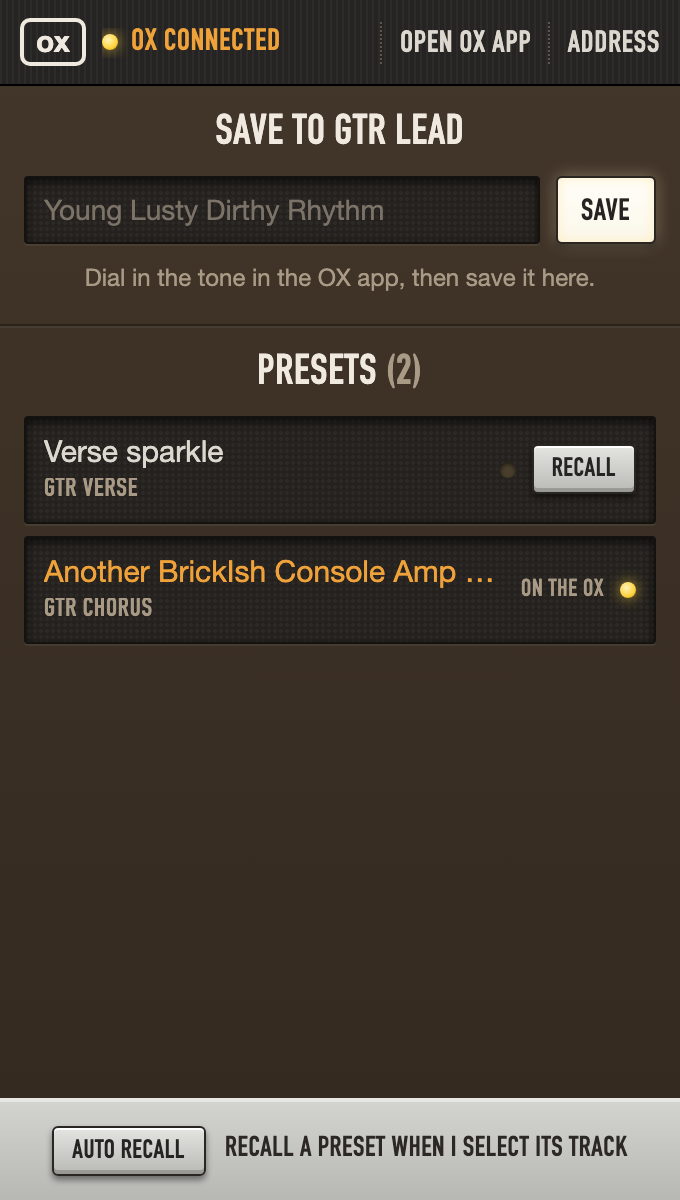 OX
OX CONNECTED
OPEN OX APP
ADDRESS
SAVE TO GTR LEAD
Young Lusty Dirthy Rhythm
SAVE
Dial in the tone in the OX app, then save it here.
PRESETS (2)
Verse sparkle
GTR VERSE
RECALL
Another BrickIsh Console Amp …
GTR CHORUS
ON THE OX
AUTO RECALL
RECALL A PRESET WHEN I SELECT ITS TRACK